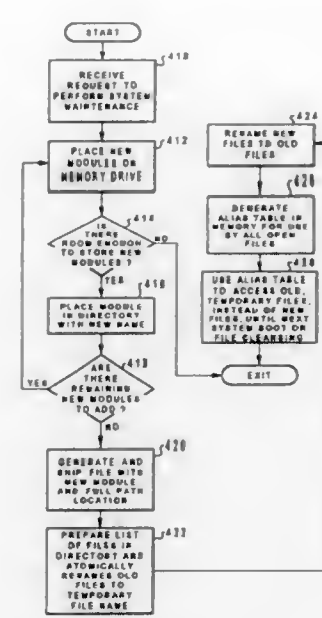 START
410
RECEIVE
REQUEST TO
PERFORM SYSTEM
MAINTENANCE
412
PLACE NEW
MODULES ON
MEMORY DRIVE
414
IS
THERE
ROOM ENOUGH
TO STORE NEW
MODULES ?
NO
YES
416
PLACE MODULE
IN DIRECTORY
WITH NEW NAME
418
ARE
THERE
REMAINING
NEW MODULES
TO ADD ?
YES
NO
420
GENERATE AND
SHIP FILE WITH
NEW MODULE
AND FULL PATH
LOCATION
422
PREPARE LIST
OF FILES IN
DIRECTORY AND
ATOMICALLY
RENAMES OLD
FILES TO
TEMPORARY
FILE NAME
424
RENAME NEW
FILES TO OLD
FILES
426
GENERATE
ALIAS TABLE IN
MEMORY FOR USE
BY ALL OPEN
FILES
USE ALIAS TABLE
TO ACCESS OLD,
TEMPORARY FILES,
INSTEAD OF NEW
FILES, UNTIL NEXT
SYSTEM BOOT OR
FILE CLEANSING
EXIT